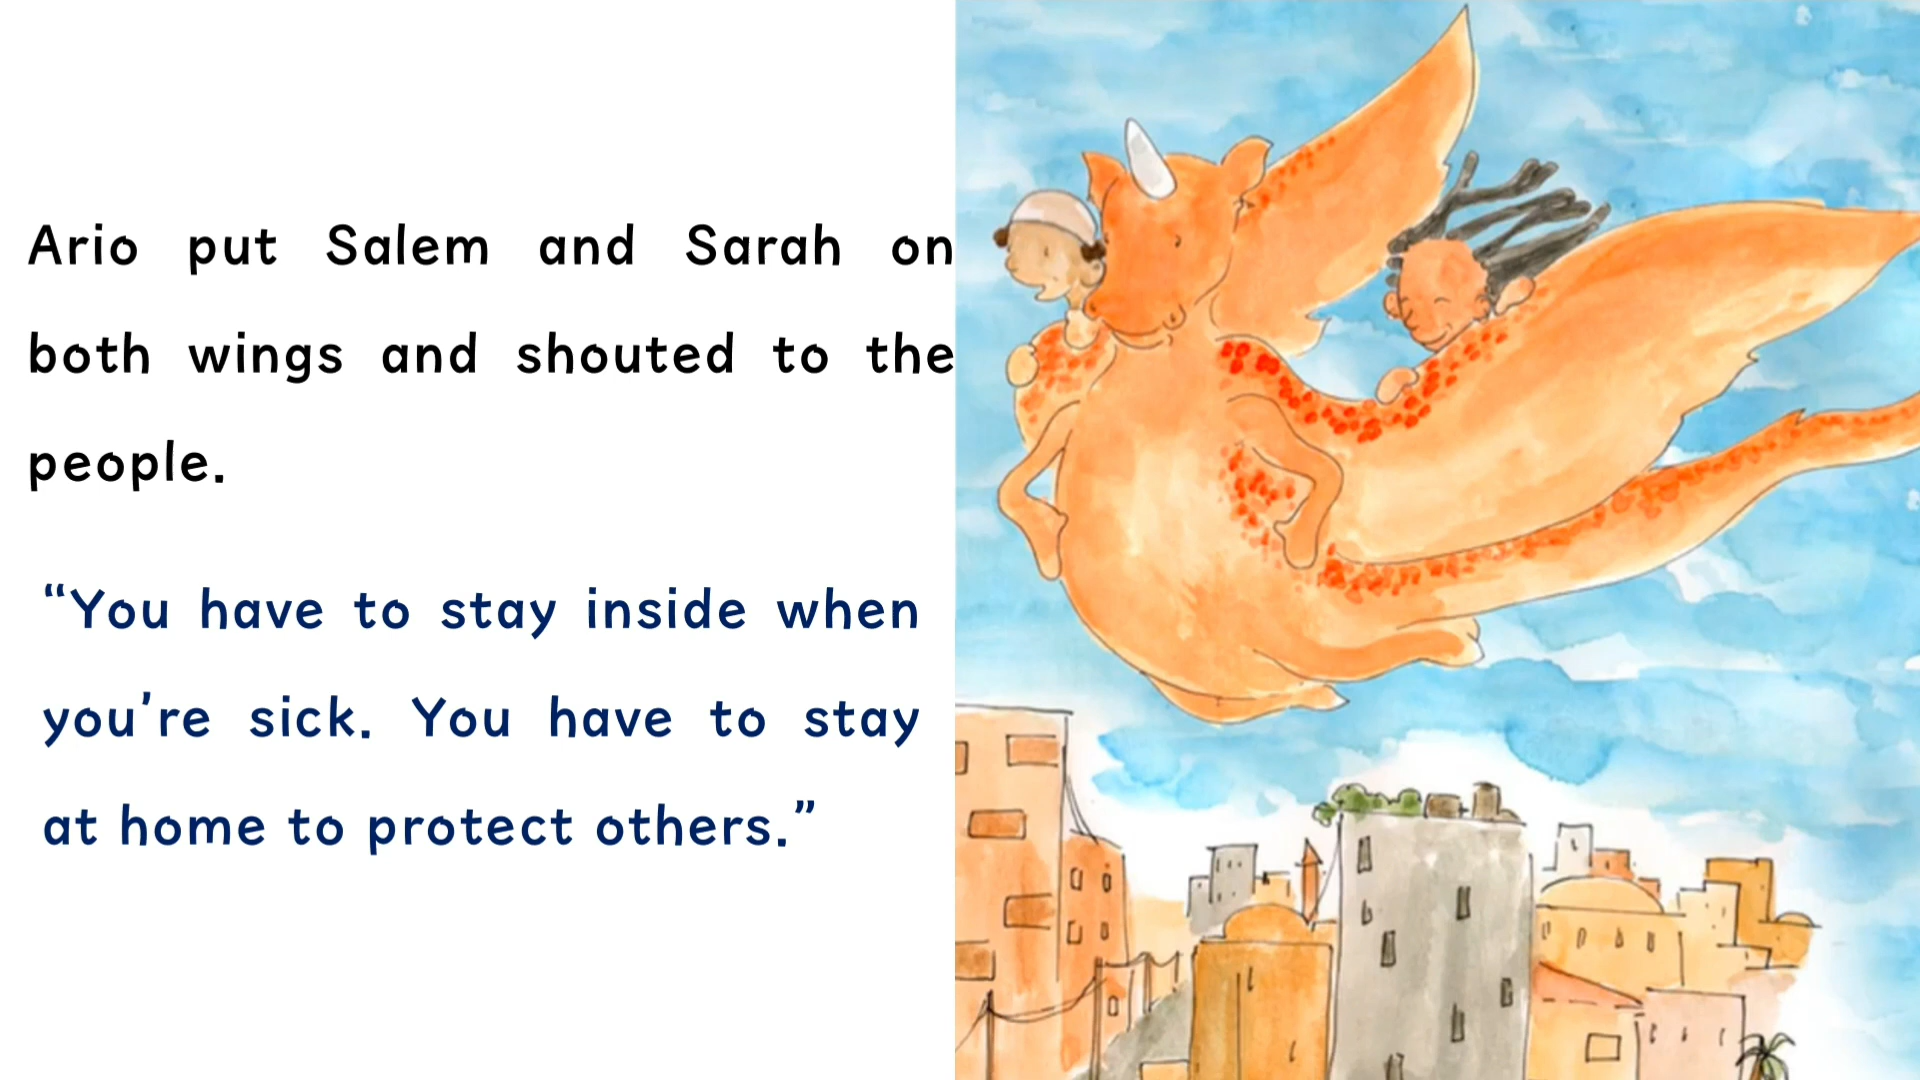 Ario put Salem and Sarah on
both wings and shouted to the
people.
“You have to stay inside when
you’re sick. You have to stay
at home to protect others.”